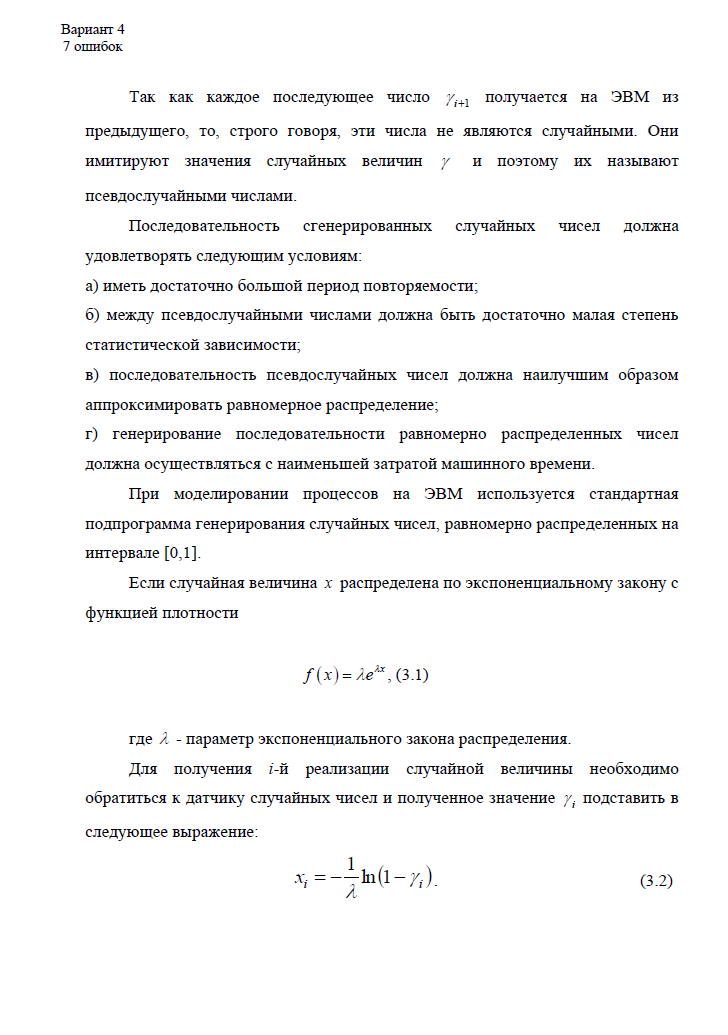 Вариант 4
7 ошибок
Так как каждое последующее число γᵢ₊₁ получается на ЭВМ из
предыдущего, то, строго говоря, эти числа не являются случайными. Они
имитируют значения случайных величин γ и поэтому их называют
псевдослучайными числами.
Последовательность сгенерированных случайных чисел должна
удовлетворять следующим условиям:
а) иметь достаточно большой период повторяемости;
б) между псевдослучайными числами должна быть достаточно малая степень
статистической зависимости;
в) последовательность псевдослучайных чисел должна наилучшим образом
аппроксимировать равномерное распределение;
г) генерирование последовательности равномерно распределенных чисел
должна осуществляться с наименьшей затратой машинного времени.
При моделировании процессов на ЭВМ используется стандартная
подпрограмма генерирования случайных чисел, равномерно распределенных на
интервале [0,1].
Если случайная величина x распределена по экспоненциальному закону с
функцией плотности
f(x) = λe^{λx}, (3.1)
где λ - параметр экспоненциального закона распределения.
Для получения i-й реализации случайной величины необходимо
обратиться к датчику случайных чисел и полученное значение γᵢ подставить в
следующее выражение:
xᵢ = −1/λ ln(1 − γᵢ). (3.2)